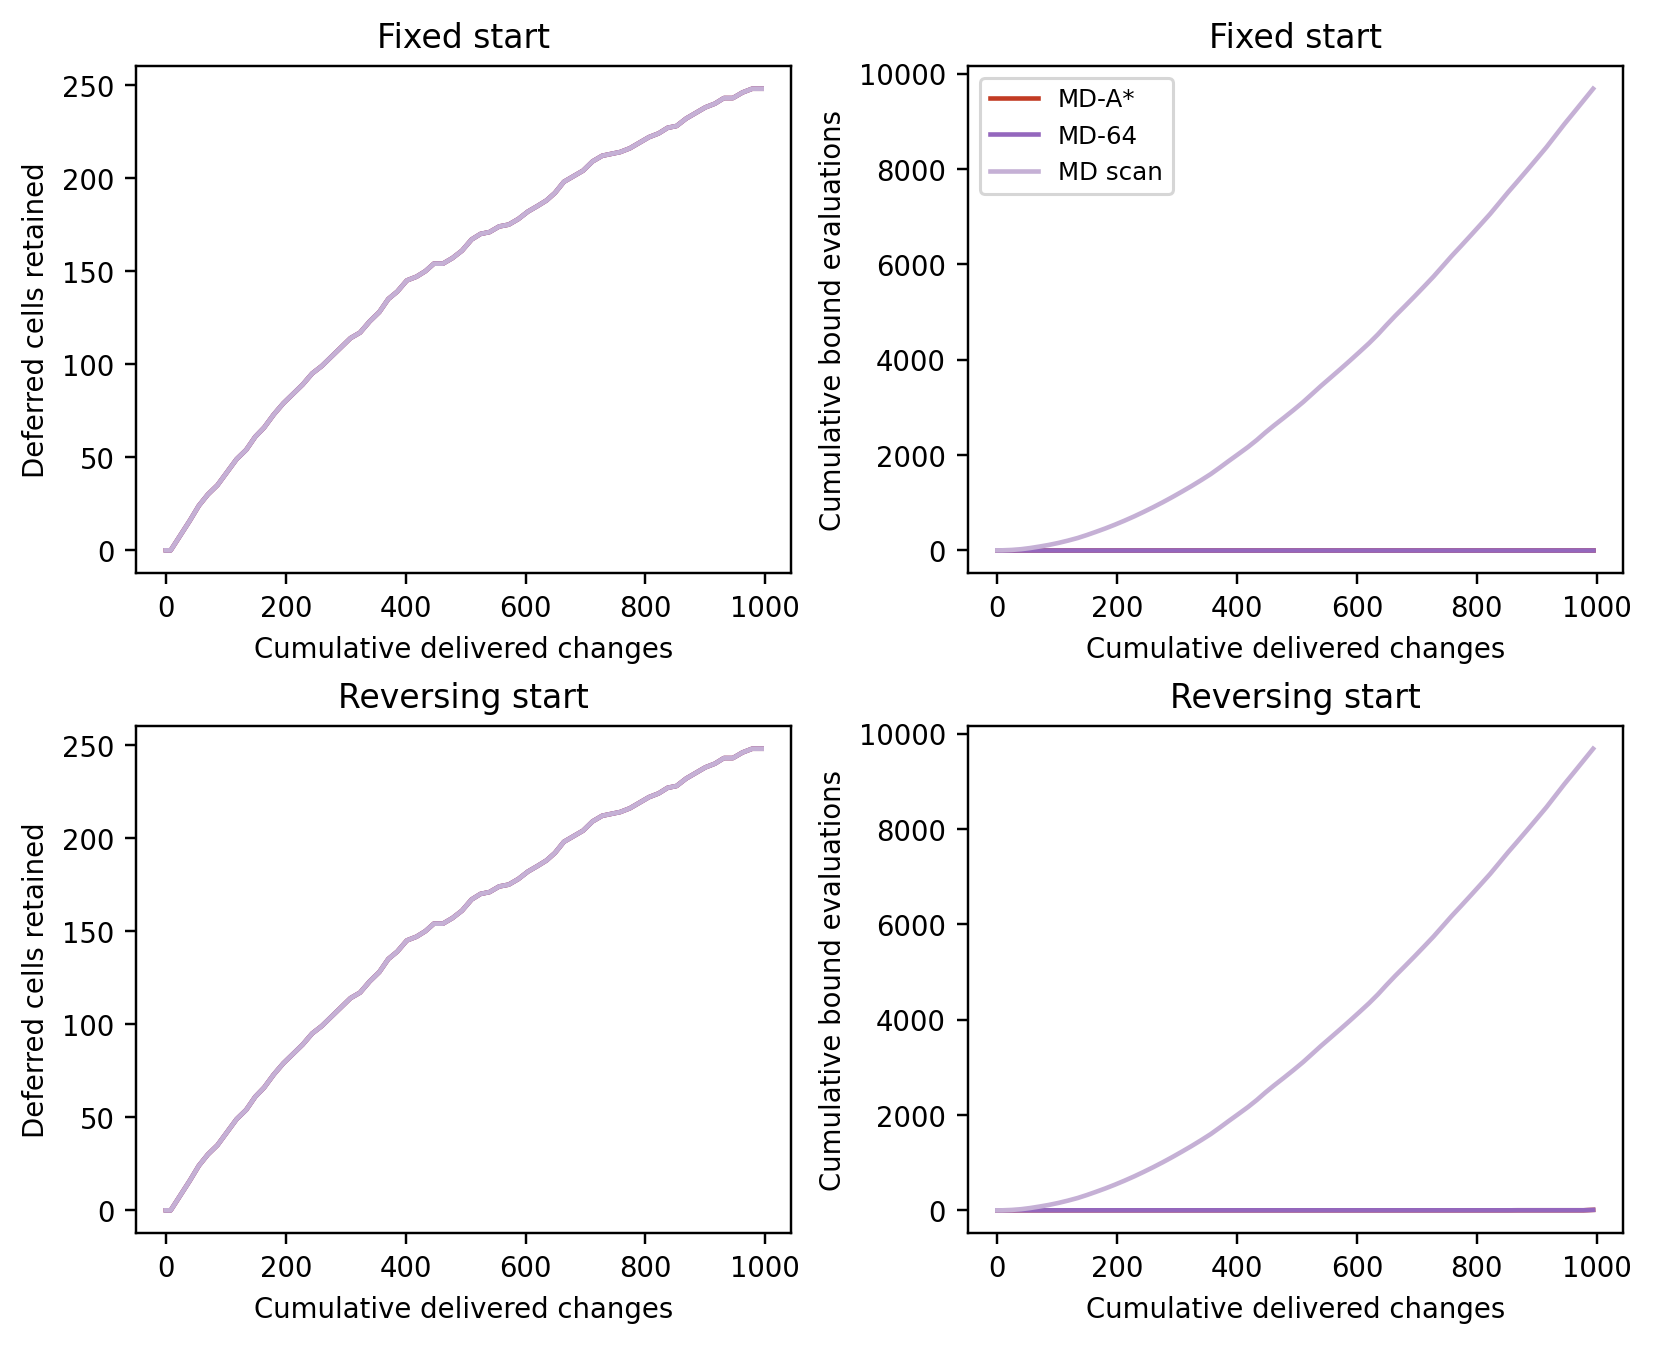 Fixed start
Deferred cells retained
250
200
150
100
50
0
0 200 400 600 800 1000
Cumulative delivered changes
Fixed start
Cumulative bound evaluations
10000
8000
6000
4000
2000
0
MD-A*
MD-64
MD scan
0 200 400 600 800 1000
Cumulative delivered changes
Reversing start
Deferred cells retained
250
200
150
100
50
0
0 200 400 600 800 1000
Cumulative delivered changes
Reversing start
Cumulative bound evaluations
10000
8000
6000
4000
2000
0
0 200 400 600 800 1000
Cumulative delivered changes